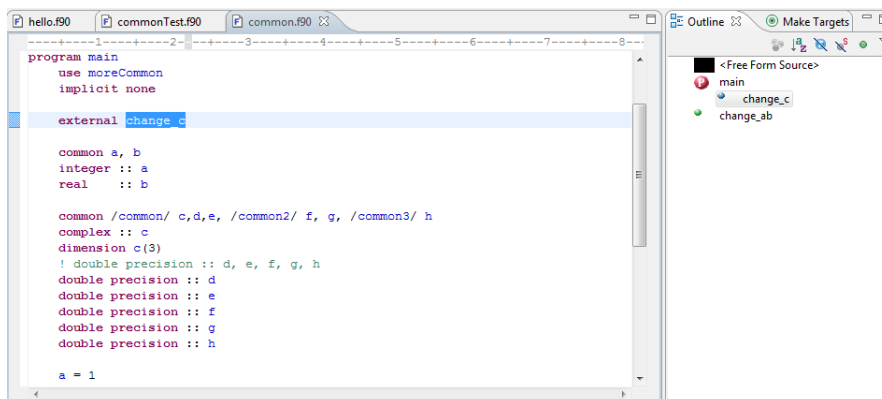 hello.f90 commonTest.f90 common.f90
----+----1----+----2----+----3----+----4----+----5----+----6----+----7----+----8--
program main
use moreCommon
implicit none
external change_c
common a, b
integer :: a
real :: b
common /common/ c,d,e, /common2/ f, g, /common3/ h
complex :: c
dimension c(3)
! double precision :: d, e, f, g, h
double precision :: d
double precision :: e
double precision :: f
double precision :: g
double precision :: h
a = 1
Outline Make Targets
<Free Form Source>
main
change_c
change_ab